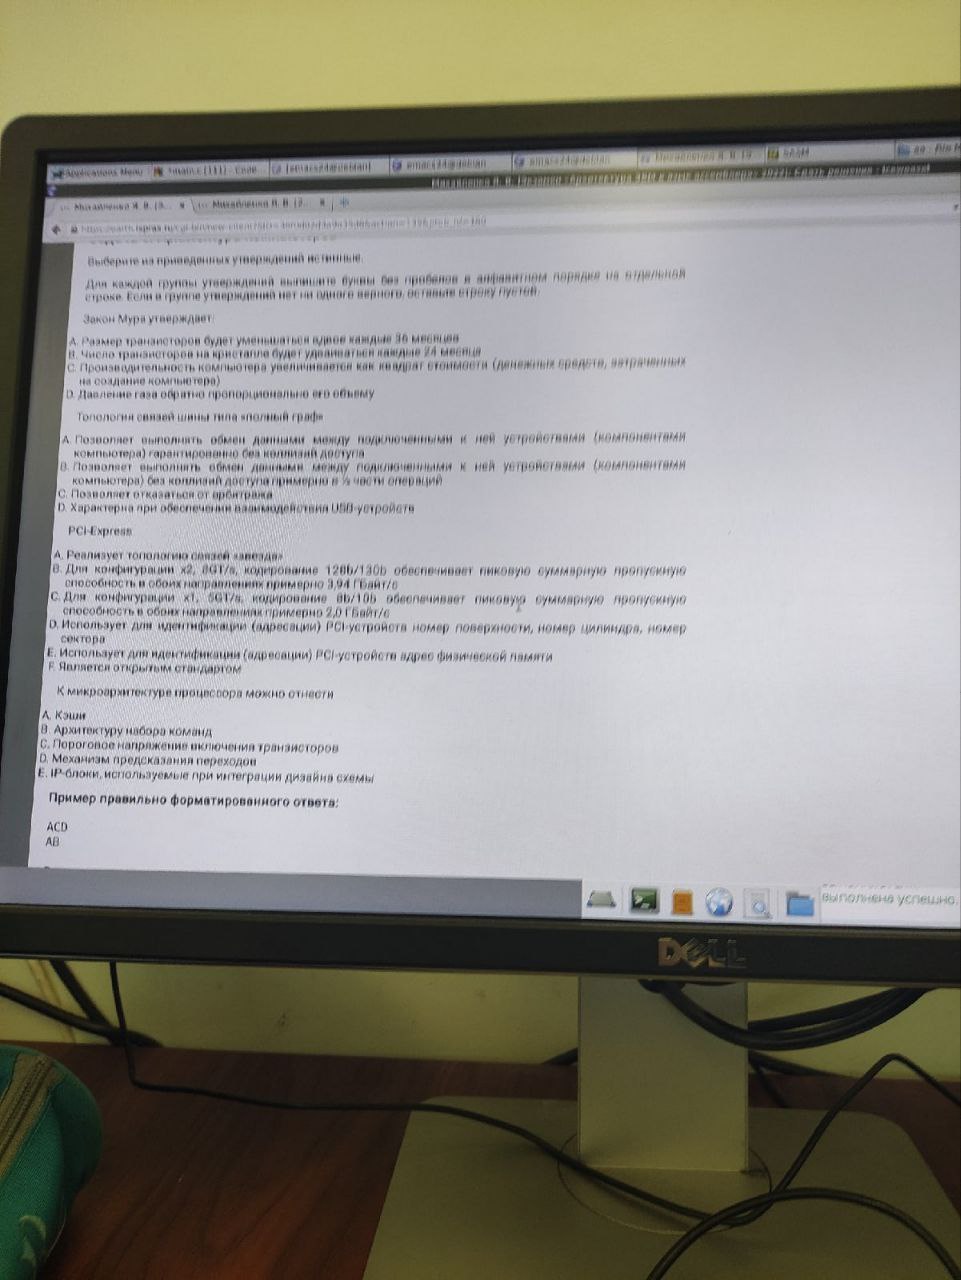 Applications Menu
emacs24@debian
Выберите из приведенных утверждений истинные.
Для каждой группы утверждений выпишите буквы без пробелов в алфавитном порядке на отдельной
строке. Если в группе утверждений нет ни одного верного, оставьте строку пустой.
Закон Мура утверждает:
A. Размер транзисторов будет уменьшаться вдвое каждые 36 месяцев
B. Число транзисторов на кристалле будет удваиваться каждые 24 месяца
C. Производительность компьютера увеличивается как квадрат стоимости (денежных средств, затраченных
на создание компьютера)
D. Давление газа обратно пропорционально его объему
Топология связей шины типа «полный граф»
A. Позволяет выполнять обмен данными между подключенными к ней устройствами (компонентами
компьютера) гарантированно без коллизий доступа
B. Позволяет выполнять обмен данными между подключенными к ней устройствами (компонентами
компьютера) без коллизий доступа примерно в части операций
C. Позволяет отказаться от арбитража
D. Характерна при обеспечении взаимодействия USB-устройств
PCI-Express
A. Реализует топологию связей «звезда»
B. Для конфигурации x2, 8GT/s, кодирование 128b/130b обеспечивает пиковую суммарную пропускную
способность в обоих направлениях примерно 3,94 ГБайт/с
C. Для конфигурации x1, 5GT/s, кодирование 8b/10b обеспечивает пиковую суммарную пропускную
способность в обоих направлениях примерно 2,0 ГБайт/с
D. Использует для идентификации (адресации) PCI-устройств номер поверхности, номер цилиндра, номер
сектора
E. Использует для идентификации (адресации) PCI-устройств адрес физической памяти
F. Является открытым стандартом
К микроархитектуре процессора можно отнести
A. Кэши
B. Архитектуру набора команд
C. Пороговое напряжение включения транзисторов
D. Механизм предсказания переходов
E. IP-блоки, используемые при интеграции дизайна схемы
Пример правильно форматированного ответа:
ACD
AB
выполнена успешно.
DELL